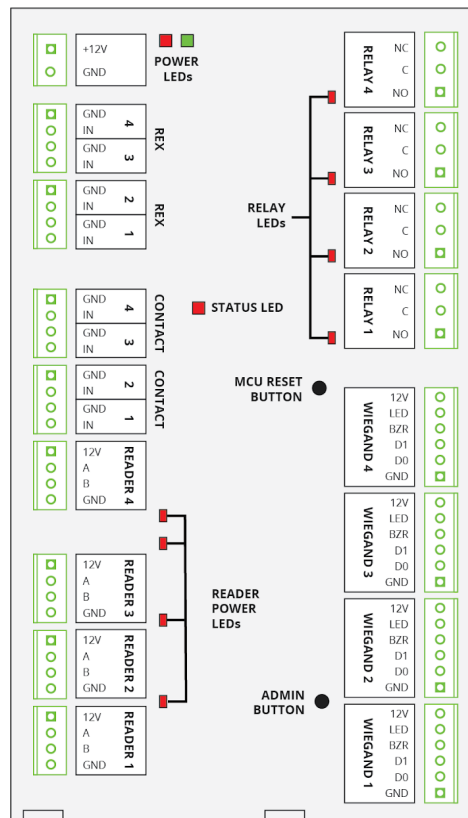 +12V
GND
POWER
LEDs
GND
IN
4
GND
IN
3
REX
GND
IN
2
GND
IN
1
REX
GND
IN
4
GND
IN
3
CONTACT
GND
IN
2
GND
IN
1
CONTACT
12V
A
B
GND
READER 4
12V
A
B
GND
READER 3
12V
A
B
GND
READER 2
12V
A
B
GND
READER 1
RELAY
LEDs
STATUS LED
MCU RESET
BUTTON
READER
POWER
LEDs
ADMIN
BUTTON
RELAY 4
NC
C
NO
RELAY 3
NC
C
NO
RELAY 2
NC
C
NO
RELAY 1
NC
C
NO
WIEGAND 4
12V
LED
BZR
D1
D0
GND
WIEGAND 3
12V
LED
BZR
D1
D0
GND
WIEGAND 2
12V
LED
BZR
D1
D0
GND
WIEGAND 1
12V
LED
BZR
D1
D0
GND